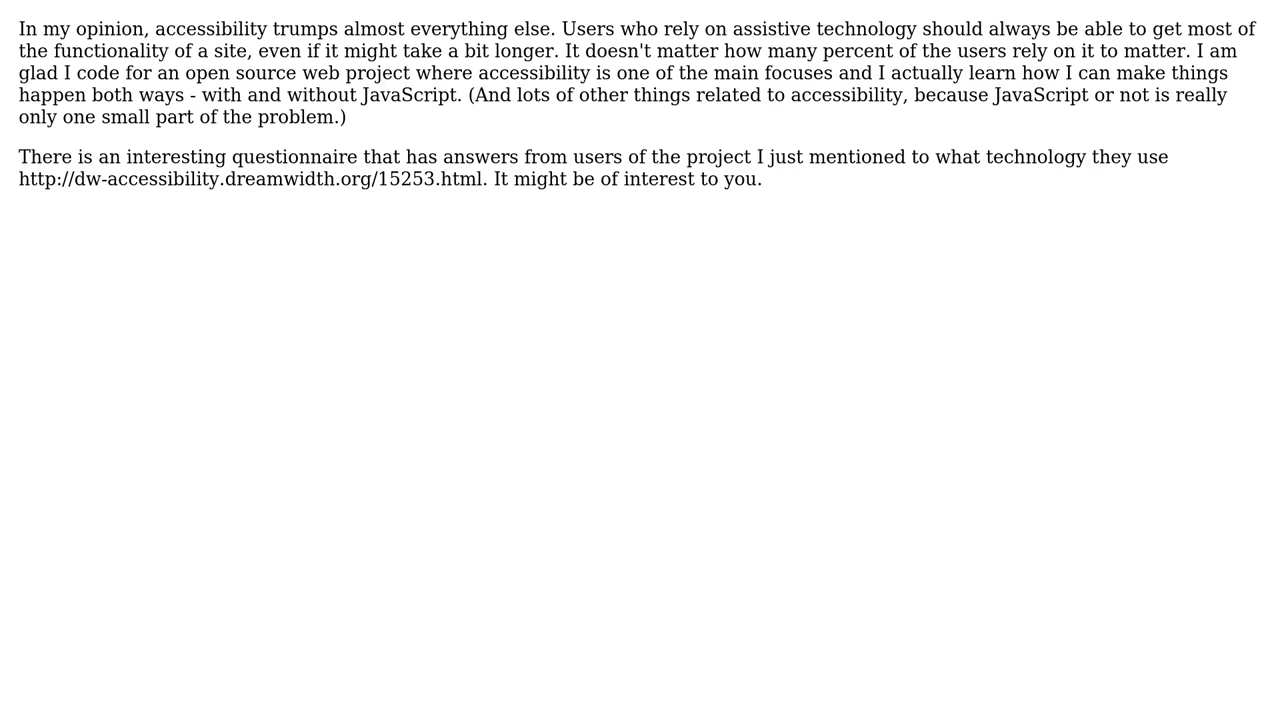 In my opinion, accessibility trumps almost everything else. Users who rely on assistive technology should always be able to get most of
the functionality of a site, even if it might take a bit longer. It doesn't matter how many percent of the users rely on it to matter. I am
glad I code for an open source web project where accessibility is one of the main focuses and I actually learn how I can make things
happen both ways - with and without JavaScript. (And lots of other things related to accessibility, because JavaScript or not is really
only one small part of the problem.)
There is an interesting questionnaire that has answers from users of the project I just mentioned to what technology they use
http://dw-accessibility.dreamwidth.org/15253.html. It might be of interest to you.